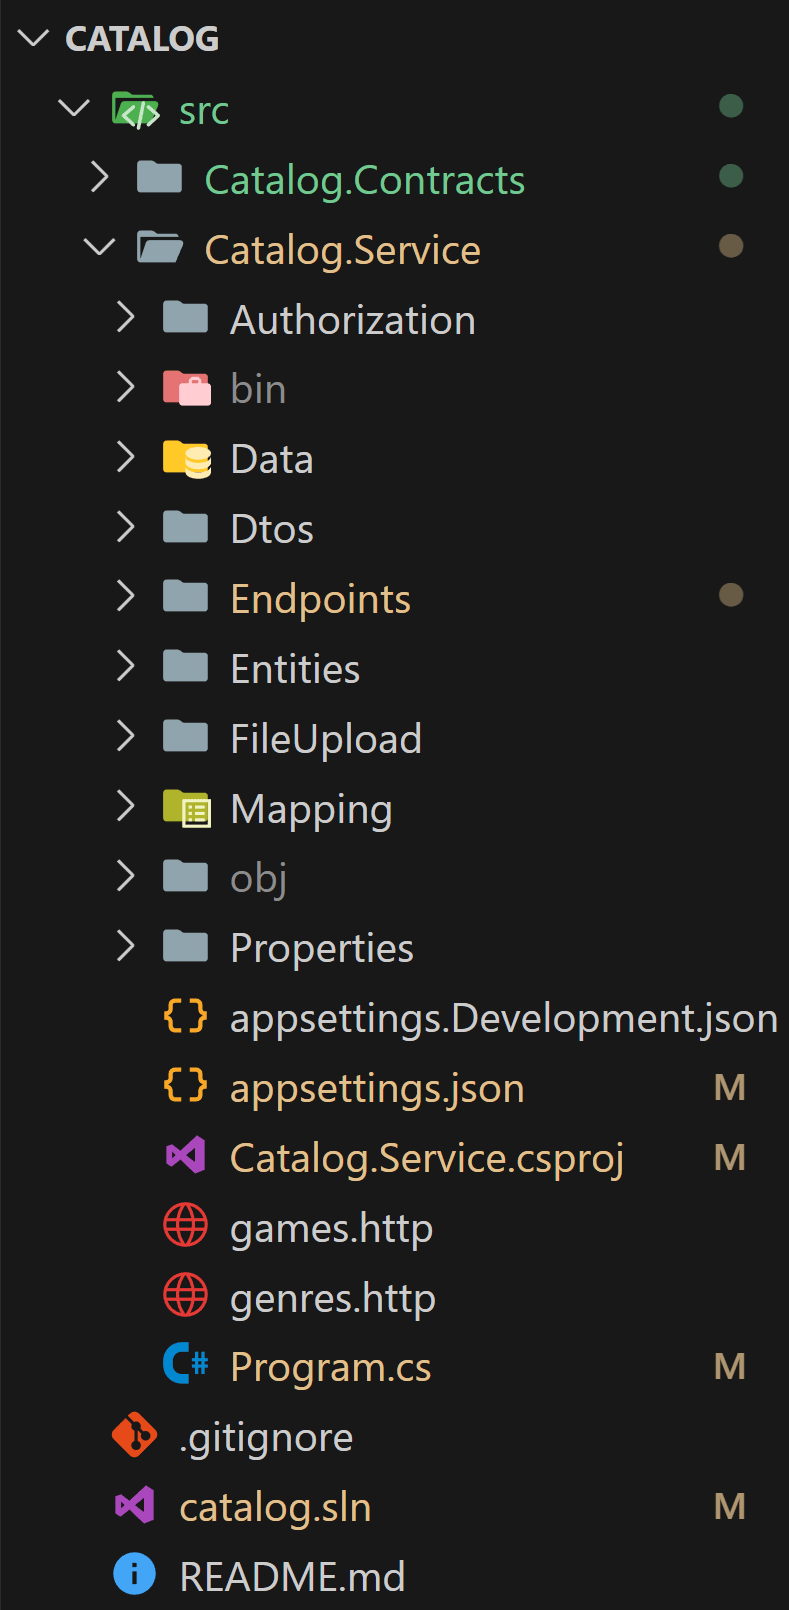 CATALOG
src
Catalog.Contracts
Catalog.Service
Authorization
bin
Data
Dtos
Endpoints
Entities
FileUpload
Mapping
obj
Properties
appsettings.Development.json
appsettings.json M
Catalog.Service.csproj M
games.http
genres.http
Program.cs M
.gitignore
catalog.sln M
README.md